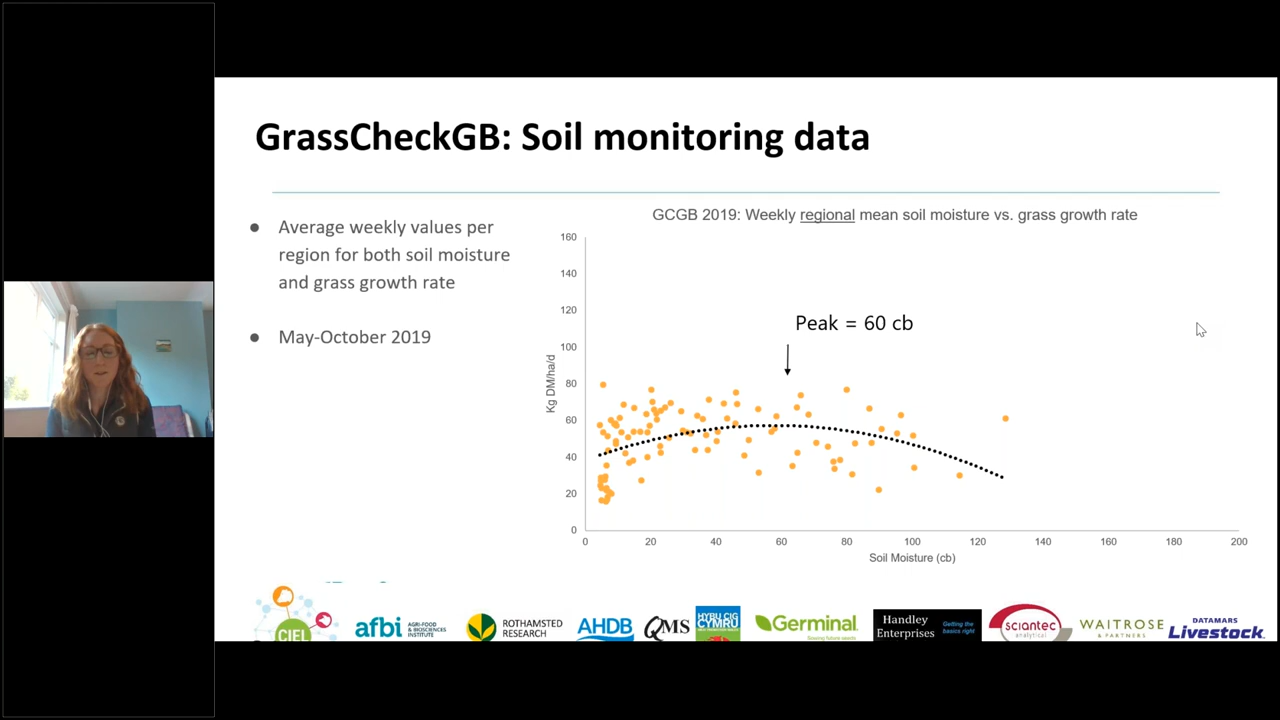 GrassCheckGB: Soil monitoring data
● Average weekly values per
region for both soil moisture
and grass growth rate
● May-October 2019
GCGB 2019: Weekly regional mean soil moisture vs. grass growth rate
160
140
120
100
80
60
40
20
0
Kg DM/ha/d
Peak = 60 cb
0 20 40 60 80 100 120 140 160 180 200
Soil Moisture (cb)
CIEL
afbi AGRI-FOOD
& BIOSCIENCES
INSTITUTE
ROTHAMSTED
RESEARCH
AHDB
QMS
HYBU CIG
CYMRU
Germinal
Handley
Enterprises
Getting the
basics right
sciantec
analytical
WAITROSE
& PARTNERS
DATAMARS
Livestock